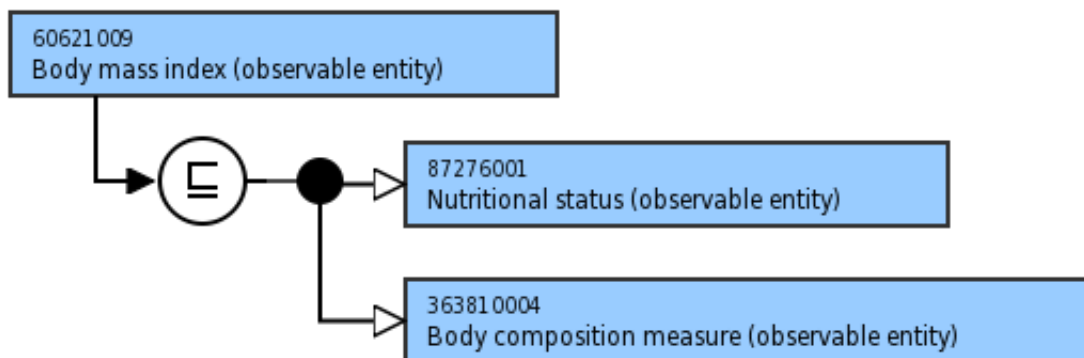 60621009
Body mass index (observable entity)
⊑
87276001
Nutritional status (observable entity)
363810004
Body composition measure (observable entity)